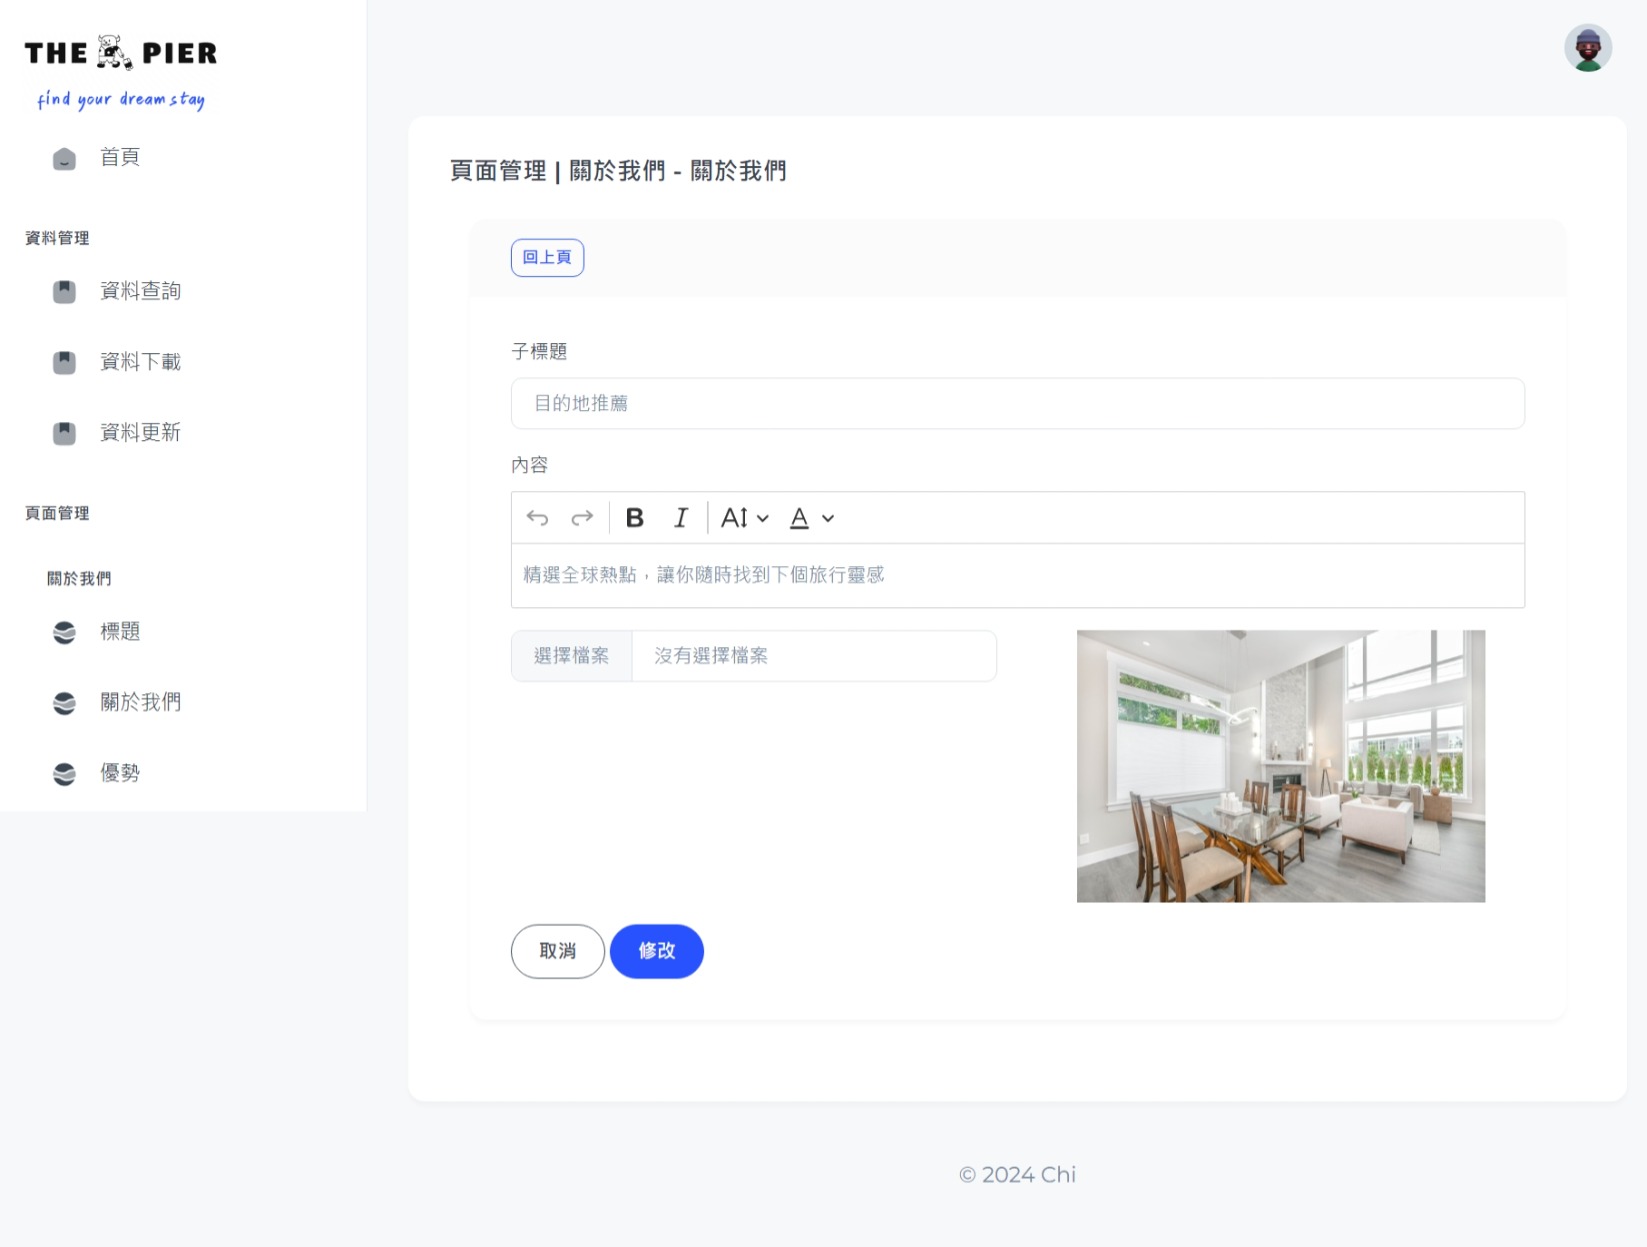 THE PIER
find your dream stay
首頁
資料管理
資料查詢
資料下載
資料更新
頁面管理
關於我們
標題
關於我們
優勢
頁面管理 | 關於我們 - 關於我們
回上頁
子標題
目的地推薦
內容
B I A A
精選全球熱點，讓你隨時找到下個旅行靈感
選擇檔案 沒有選擇檔案
取消 修改
© 2024 Chi